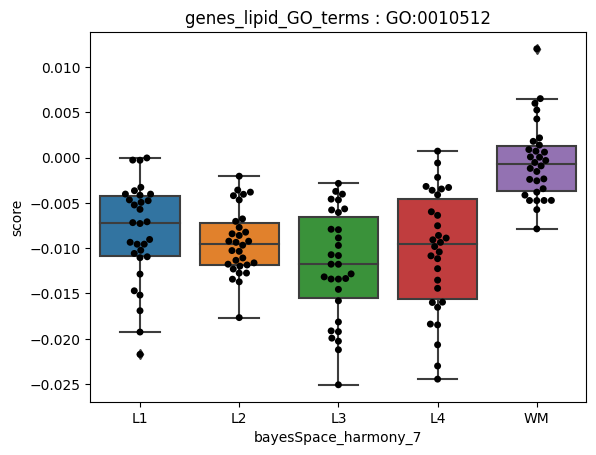 genes_lipid_GO_terms : GO:0010512
0.010
0.005
0.000
−0.005
−0.010
−0.015
−0.020
−0.025
score
L1 L2 L3 L4 WM
bayesSpace_harmony_7